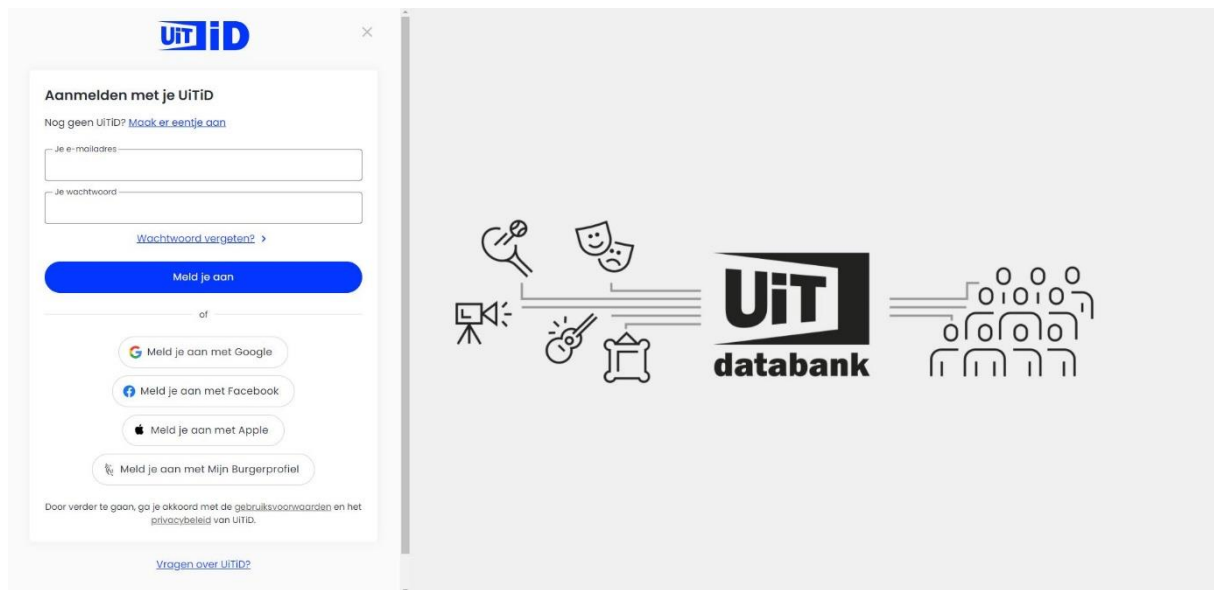 UiT iD
Aanmelden met je UiTiD
Nog geen UiTiD? Maak er eentje aan
Je e-mailadres
Je wachtwoord
Wachtwoord vergeten? >
Meld je aan
of
Meld je aan met Google
Meld je aan met Facebook
Meld je aan met Apple
Meld je aan met Mijn Burgerprofiel
Door verder te gaan, ga je akkoord met de gebruiksvoorwaarden en het
privacybeleid van UiTiD.
Vragen over UiTiD?
UiT
databank